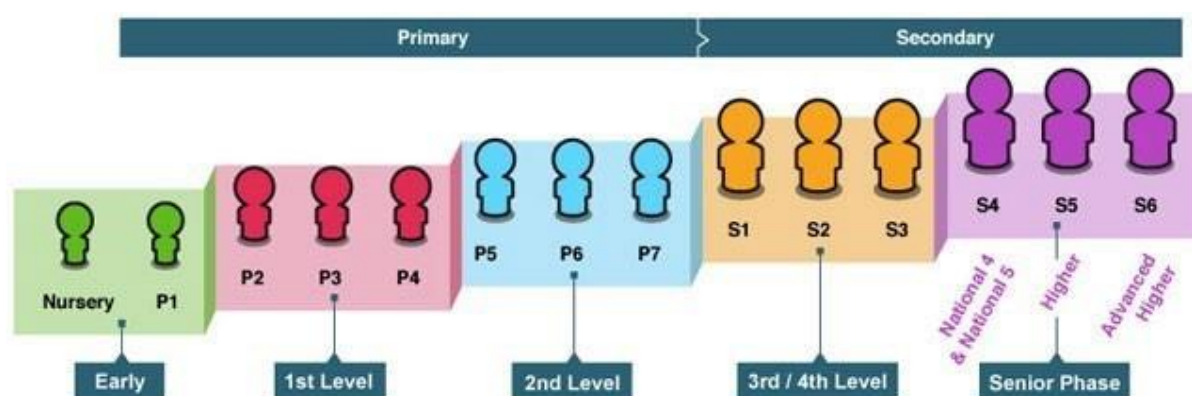 Primary
Secondary
Nursery
P1
P2
P3
P4
P5
P6
P7
S1
S2
S3
S4
S5
S6
National 4
& National 5
Higher
Advanced
Higher
Early
1st Level
2nd Level
3rd / 4th Level
Senior Phase